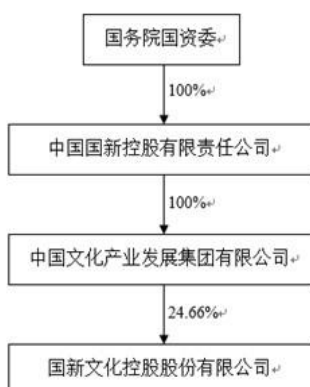 国务院国资委
100%
中国国新控股有限责任公司
100%
中国文化产业发展集团有限公司
24.66%
国新文化控股股份有限公司